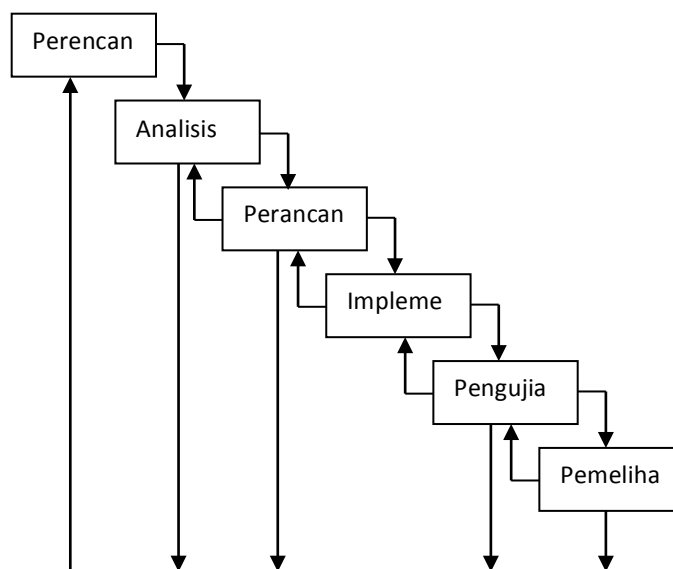 Perencan
Analisis
Perancan
Impleme
Pengujia
Pemeliha